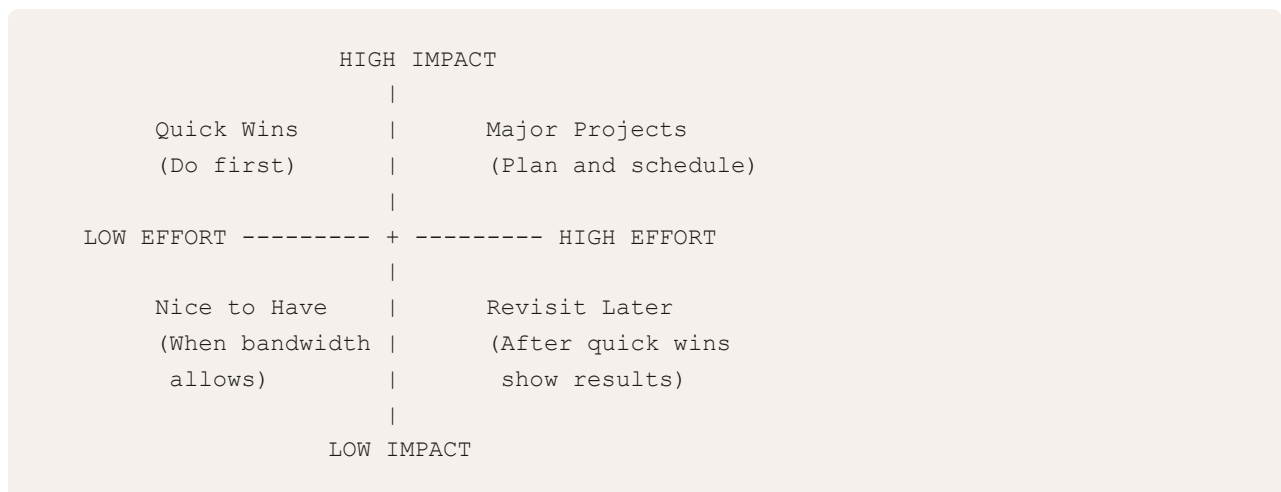 HIGH IMPACT
|
Quick Wins | Major Projects
(Do first) | (Plan and schedule)
|
LOW EFFORT --------- + --------- HIGH EFFORT
|
Nice to Have | Revisit Later
(When bandwidth | (After quick wins
allows) | show results)
|
LOW IMPACT